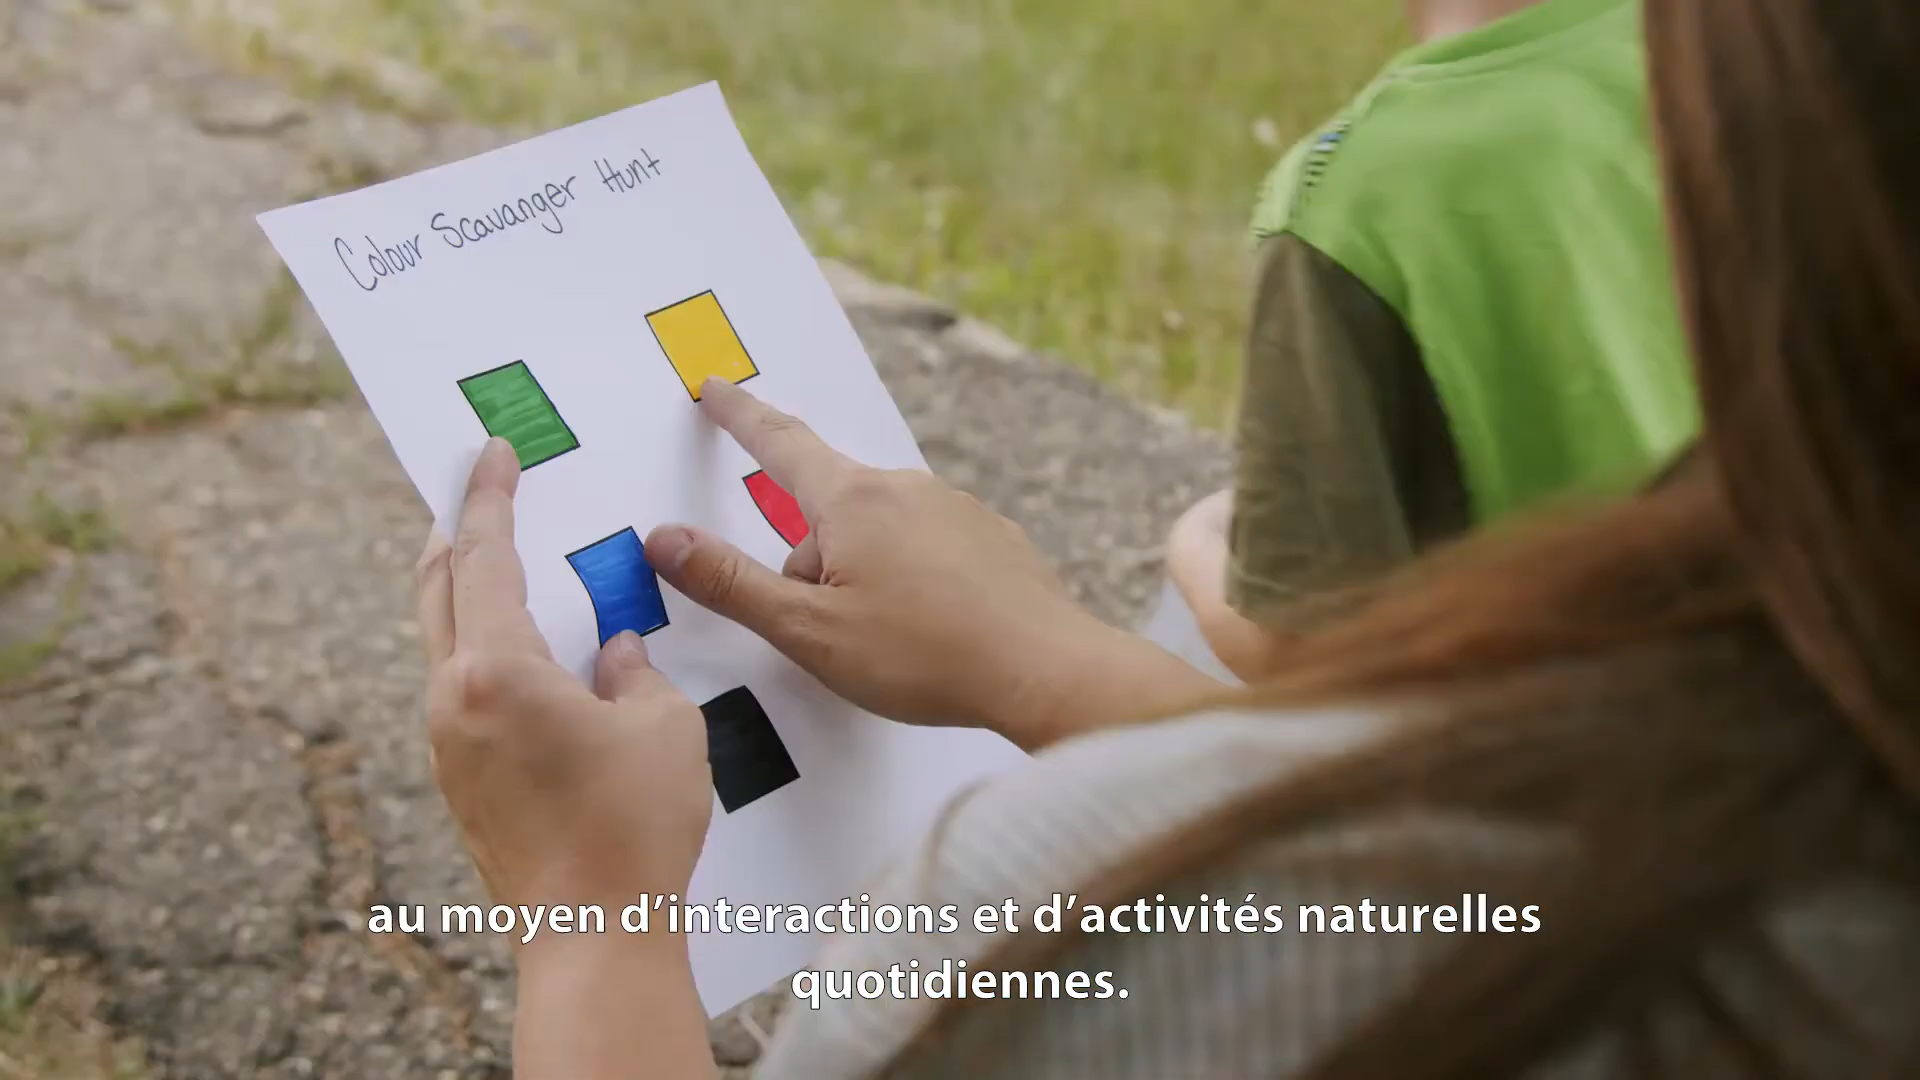 Colour Scavanger Hunt
au moyen d’interactions et d’activités naturelles
quotidiennes.